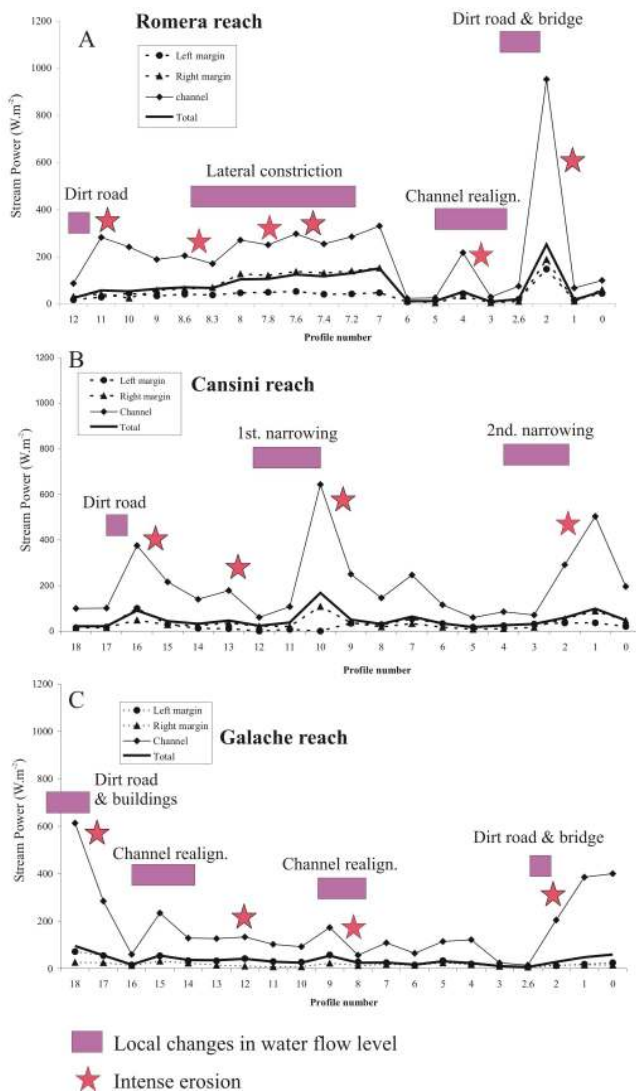 A
Romera reach
Dirt road & bridge
Left margin
Right margin
channel
Total
Dirt road
Lateral constriction
Channel realign.
Stream Power (W.m-2)
1200
1000
800
600
400
200
0
12 11 10 9 8.6 8.3 8 7.8 7.6 7.4 7.2 7 6 5 4 3 2.6 2 1 0
Profile number
B
Cansini reach
Left margin
Right margin
Channel
Total
1st. narrowing
2nd. narrowing
Dirt road
Stream Power (W.m-2)
1200
1000
800
600
400
200
0
18 17 16 15 14 13 12 11 10 9 8 7 6 5 4 3 2 1 0
Profile number
C
Galache reach
Left margin
Right margin
Channel
Total
Dirt road
& buildings
Channel realign.
Channel realign.
Dirt road & bridge
Stream Power (W.m-2)
1200
1000
800
600
400
200
0
18 17 16 15 14 13 12 11 10 9 8 7 6 5 4 3 2.6 2 1 0
Profile number
Local changes in water flow level
Intense erosion